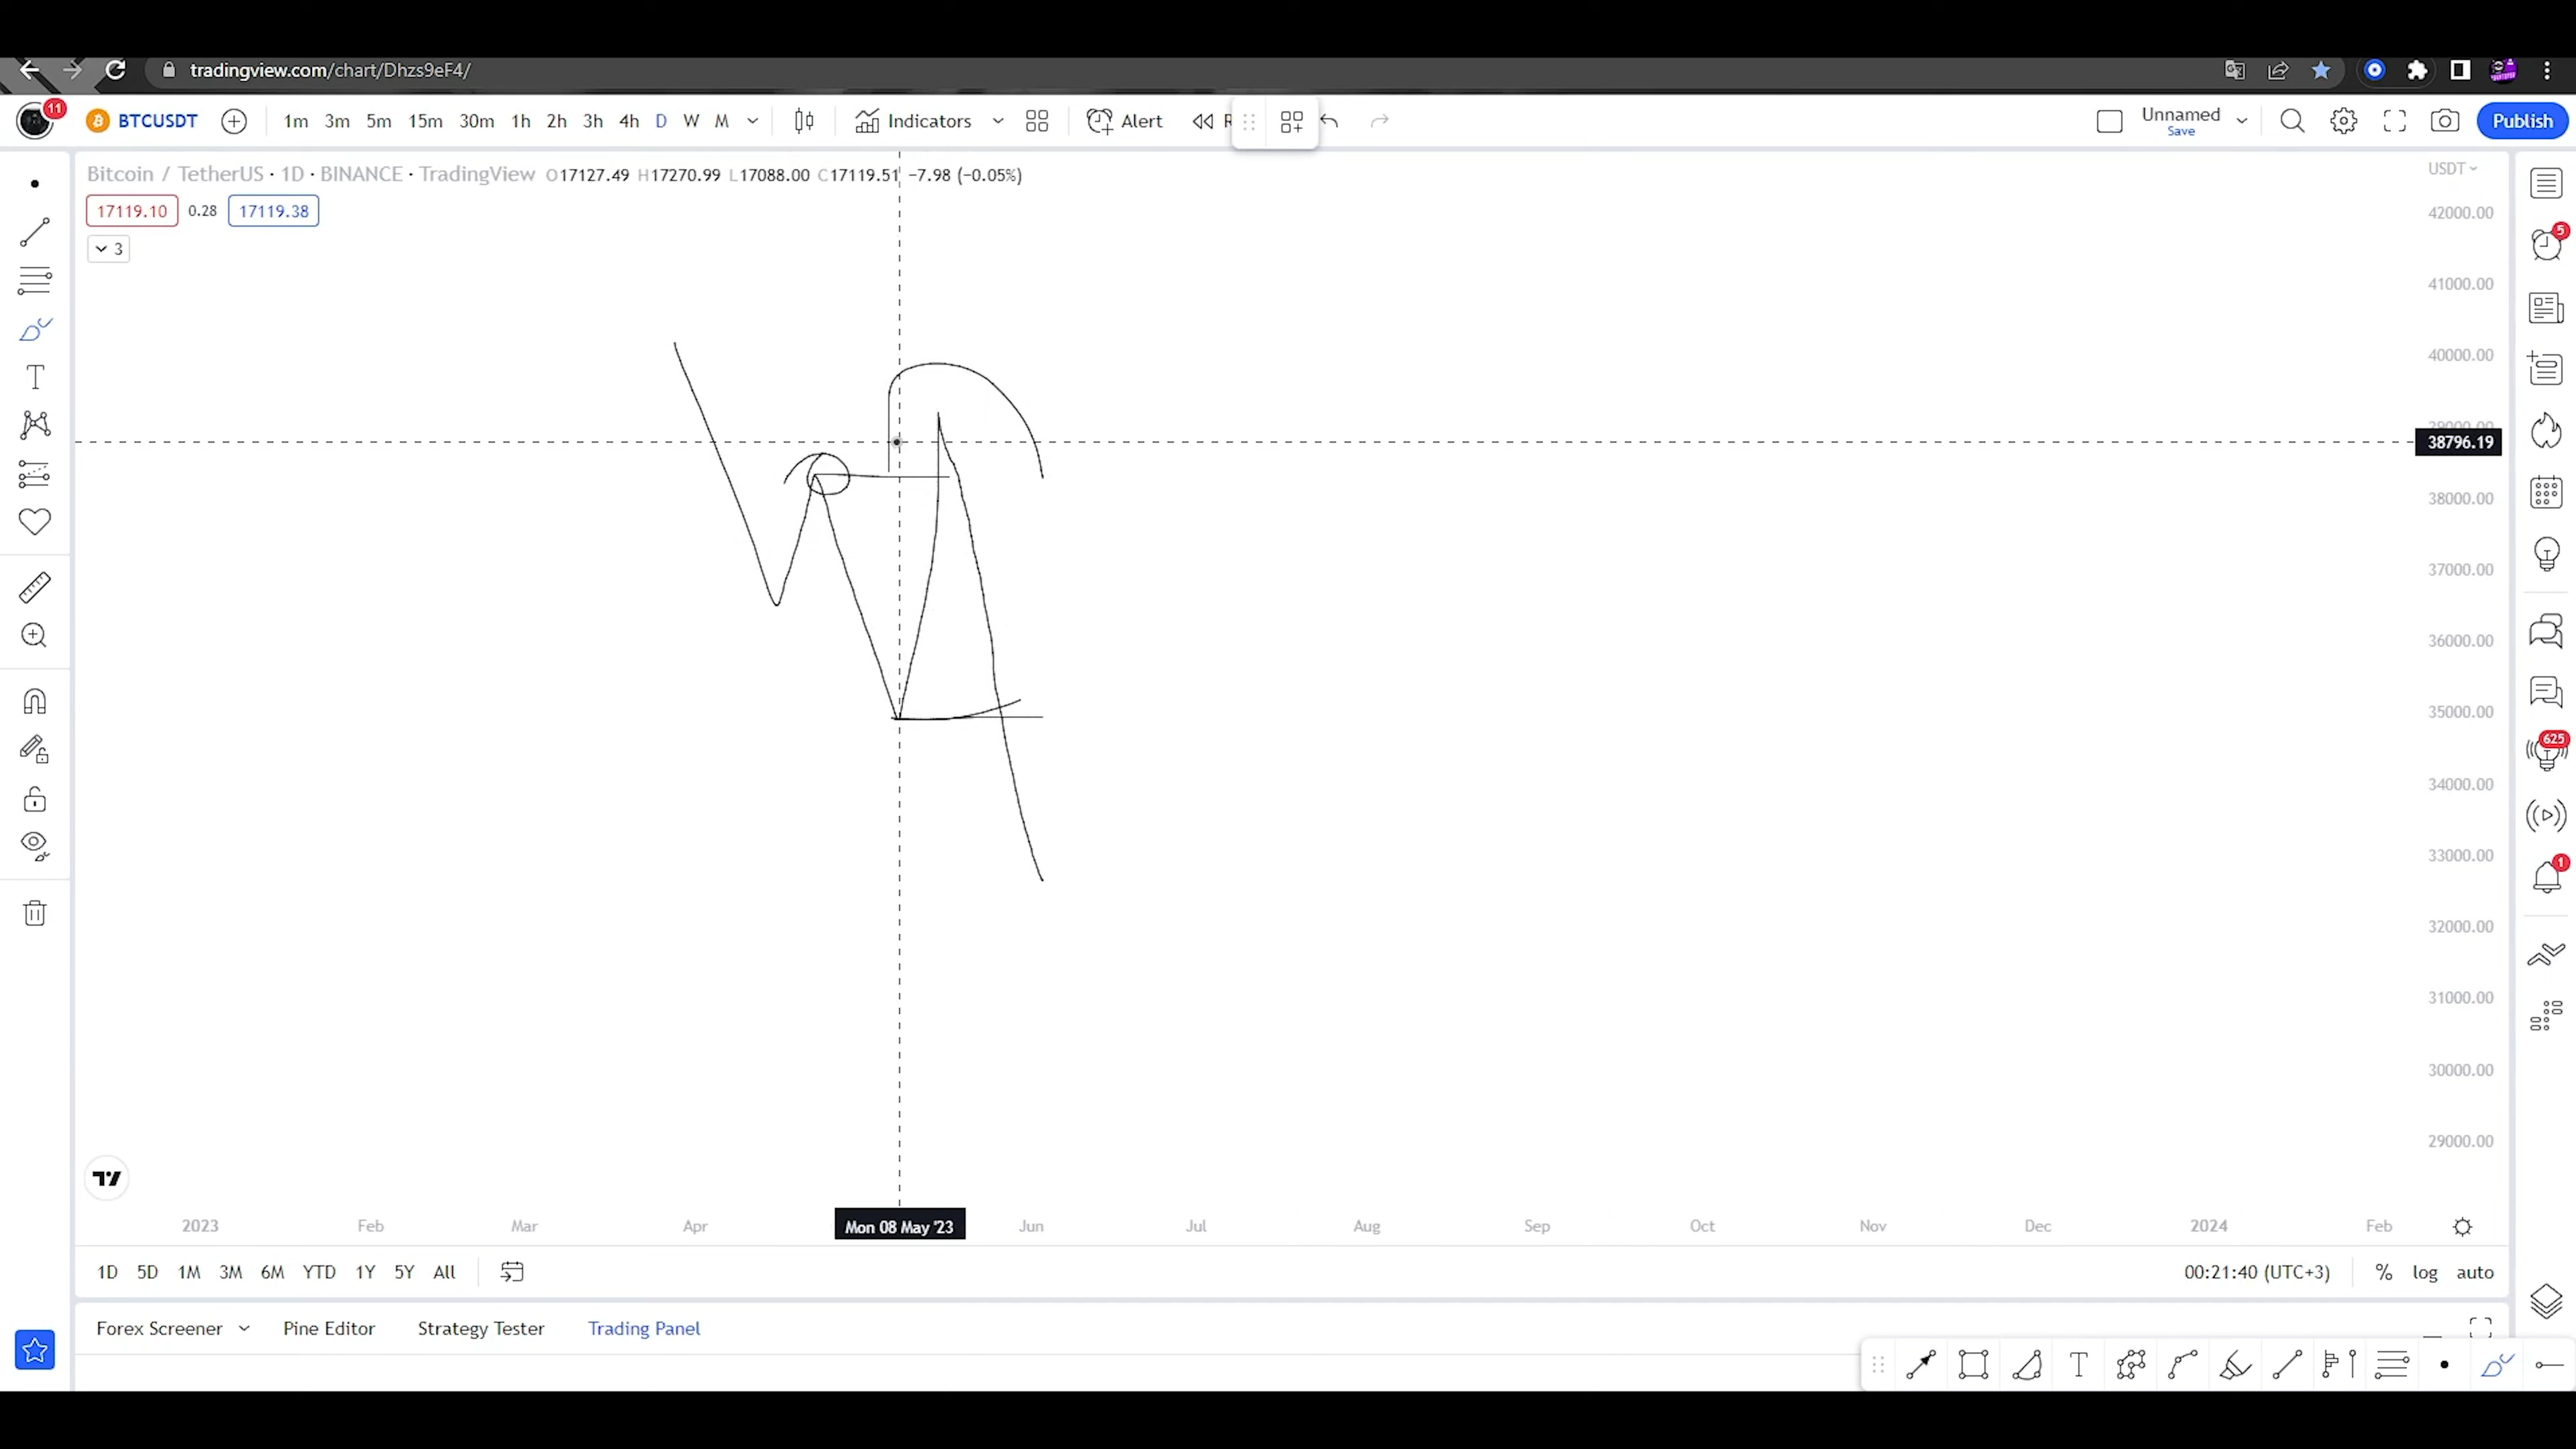 tradingview.com/chart/Dhzs9eF4/
11
BTCUSDT
1m 3m 5m 15m 30m 1h 2h 3h 4h D W M
Indicators
Alert
Unnamed
Save
Publish
Bitcoin / TetherUS · 1D · BINANCE · TradingView O17127.49 H17270.99 L17088.00 C17119.51 −7.98 (−0.05%)
17119.10 0.28 17119.38
3
USDT
42000.00
41000.00
40000.00
38796.19
38000.00
37000.00
36000.00
35000.00
34000.00
33000.00
32000.00
31000.00
30000.00
29000.00
5
625
1
2023 Feb Mar Apr Mon 08 May '23 Jun Jul Aug Sep Oct Nov Dec 2024 Feb
1D 5D 1M 3M 6M YTD 1Y 5Y All
00:21:40 (UTC+3) % log auto
Forex Screener Pine Editor Strategy Tester Trading Panel